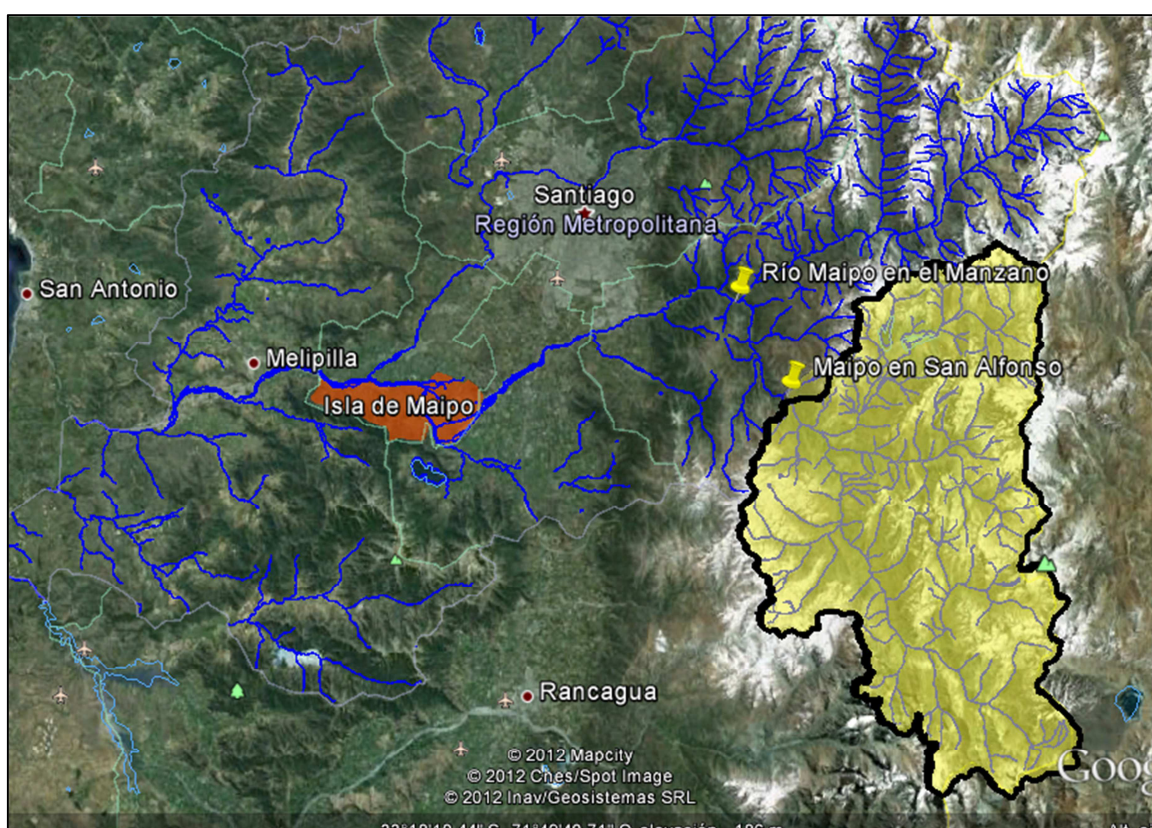 Santiago
Región Metropolitana
Río Maipo en el Manzano
San Antonio
Melipilla
Maipo en San Alfonso
Isla de Maipo
Rancagua
© 2012 Mapcity
© 2012 Cnes/Spot Image
© 2012 Inav/Geosistemas SRL
Goog